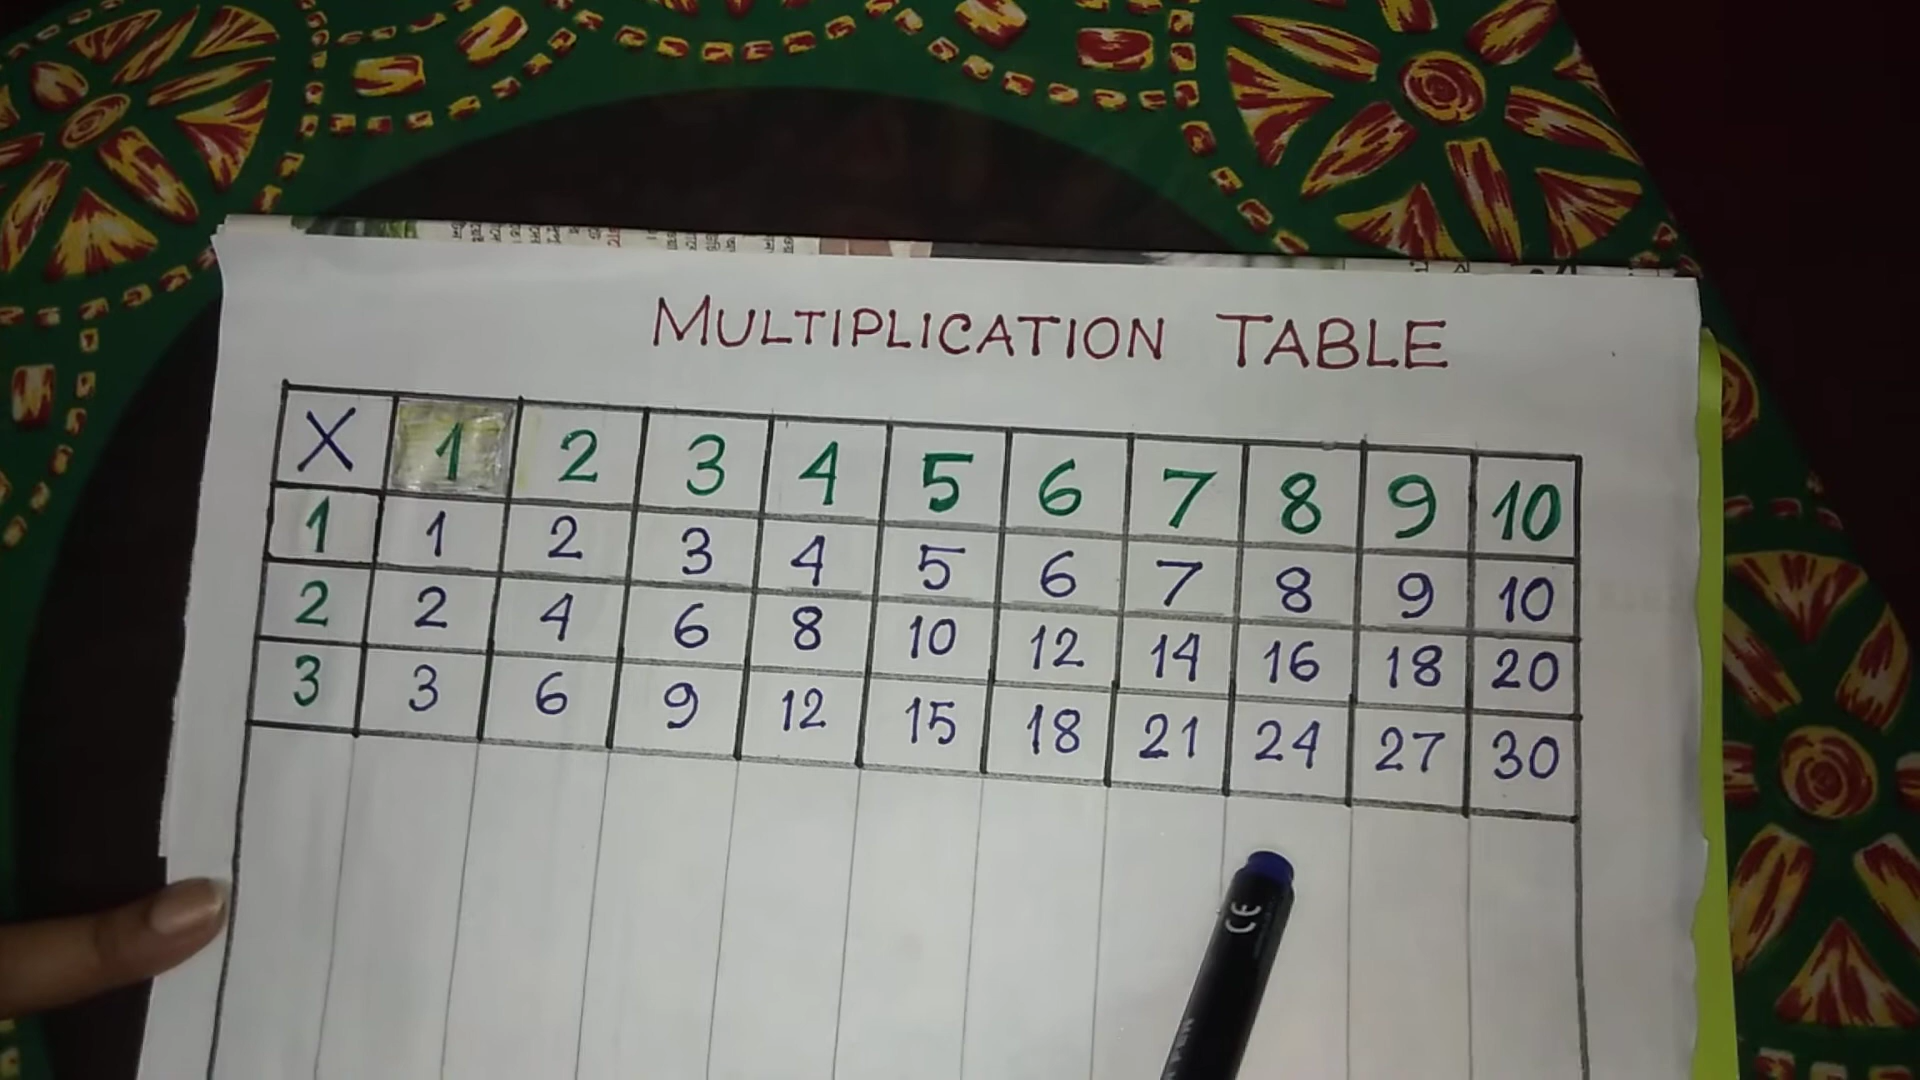 MULTIPLICATION TABLE
X 1 2 3 4 5 6 7 8 9 10
1 1 2 3 4 5 6 7 8 9 10
2 2 4 6 8 10 12 14 16 18 20
3 3 6 9 12 15 18 21 24 27 30
CE
PEN